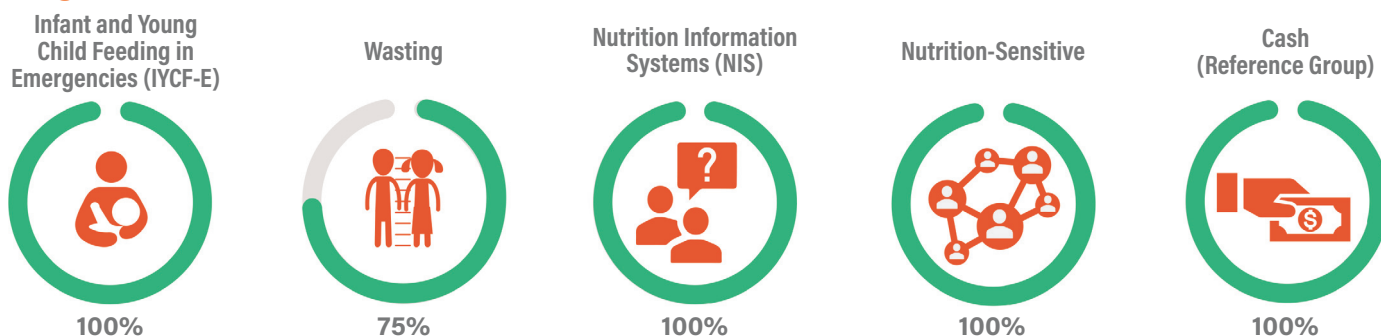 Infant and Young
Child Feeding in
Emergencies (IYCF-E)
Wasting
Nutrition Information
Systems (NIS)
Nutrition-Sensitive
Cash
(Reference Group)
?
$
100%
75%
100%
100%
100%